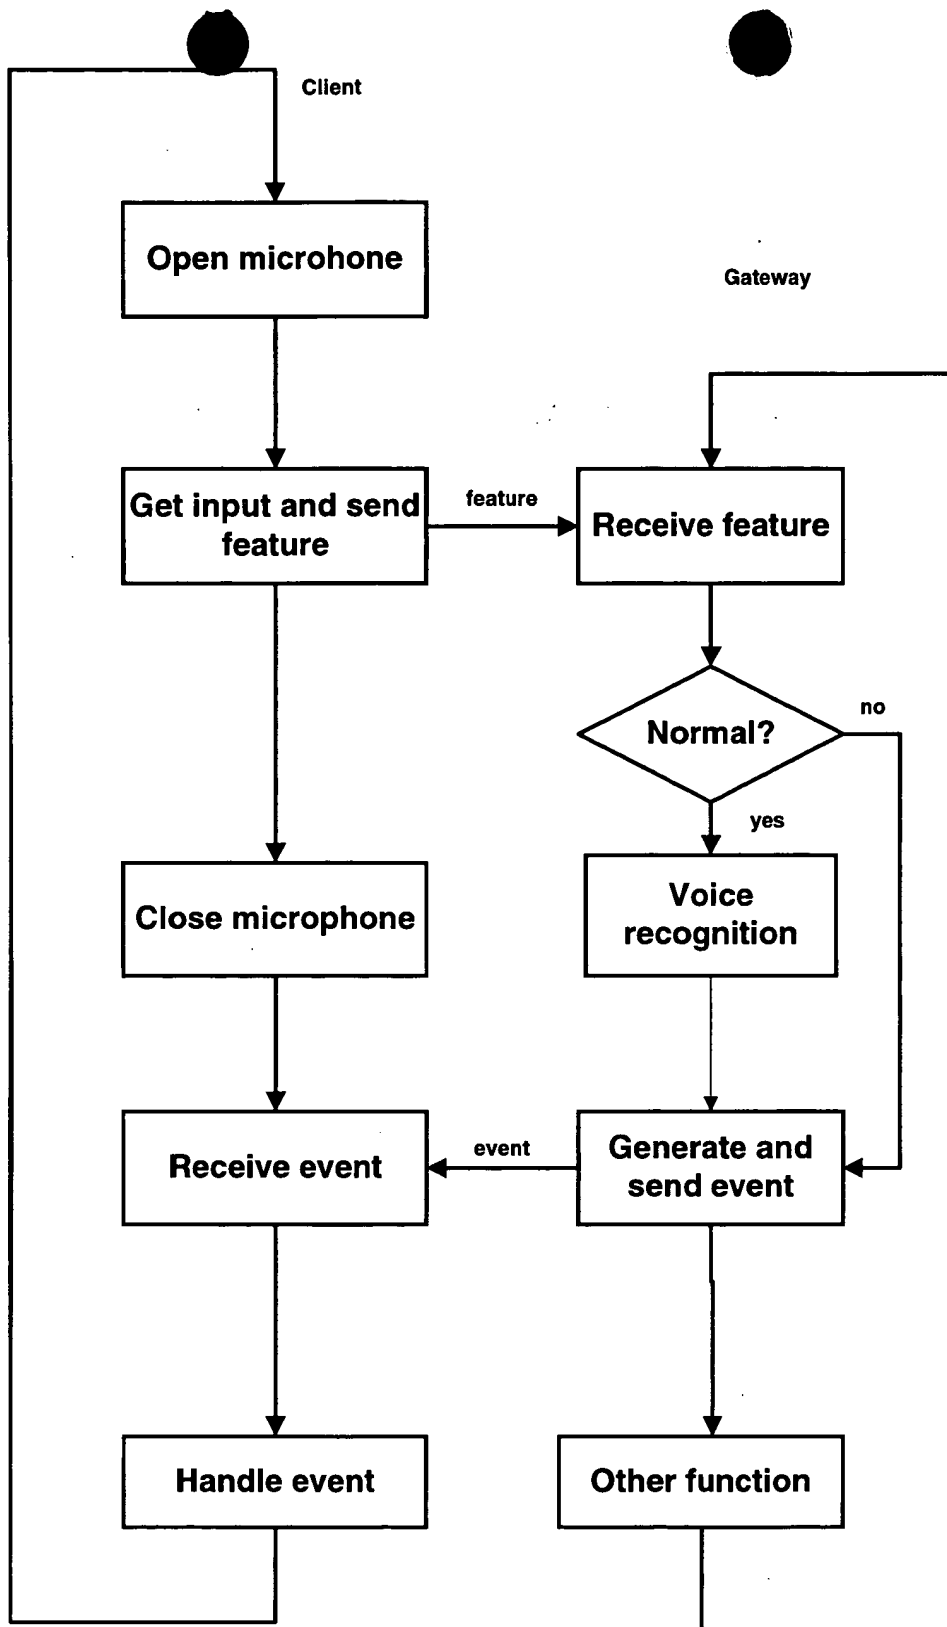 Client
Open microhone
Gateway
Get input and send
feature
feature
Receive feature
Normal?
no
yes
Close microphone
Voice
recognition
Receive event
event
Generate and
send event
Handle event
Other function